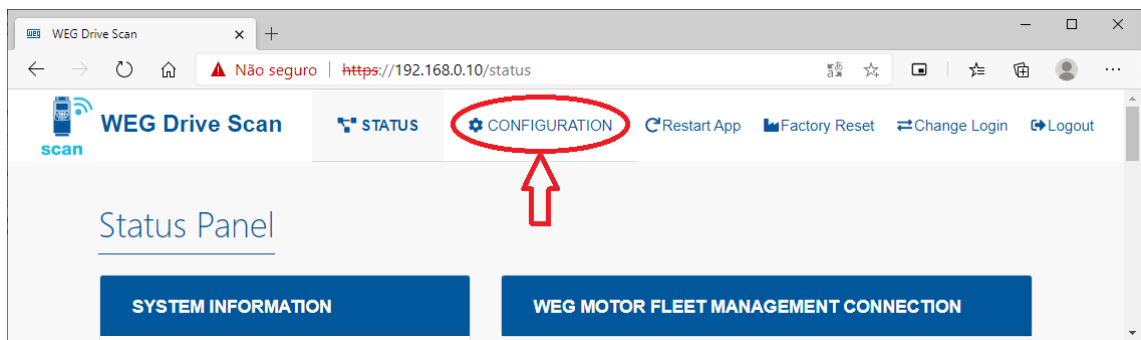 WEG Drive Scan
Não seguro | https://192.168.0.10/status
scan
WEG Drive Scan
STATUS
CONFIGURATION
Restart App
Factory Reset
Change Login
Logout
Status Panel
SYSTEM INFORMATION
WEG MOTOR FLEET MANAGEMENT CONNECTION